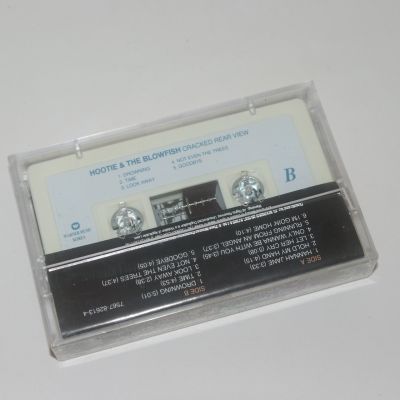 HOOTIE & THE BLOWFISH CRACKED REAR VIEW
1. DROWNING
2. TIME
3. LOOK AWAY
4. NOT EVEN THE TREES
5. GOODBYE
B
SIDE A
1. HANNAH JANE (3:33)
2. HOLD MY HAND (4:15)
3. LET HER CRY (5:08)
4. ONLY WANNA BE WITH YOU (3:46)
5. RUNNING FROM AN ANGEL (3:37)
6. I'M GOIN' HOME (4:10)
SIDE B
1. DROWNING (5:01)
2. TIME (4:53)
3. LOOK AWAY (2:38)
4. NOT EVEN THE TREES (4:37)
5. GOODBYE (4:05)
7567-82613-4